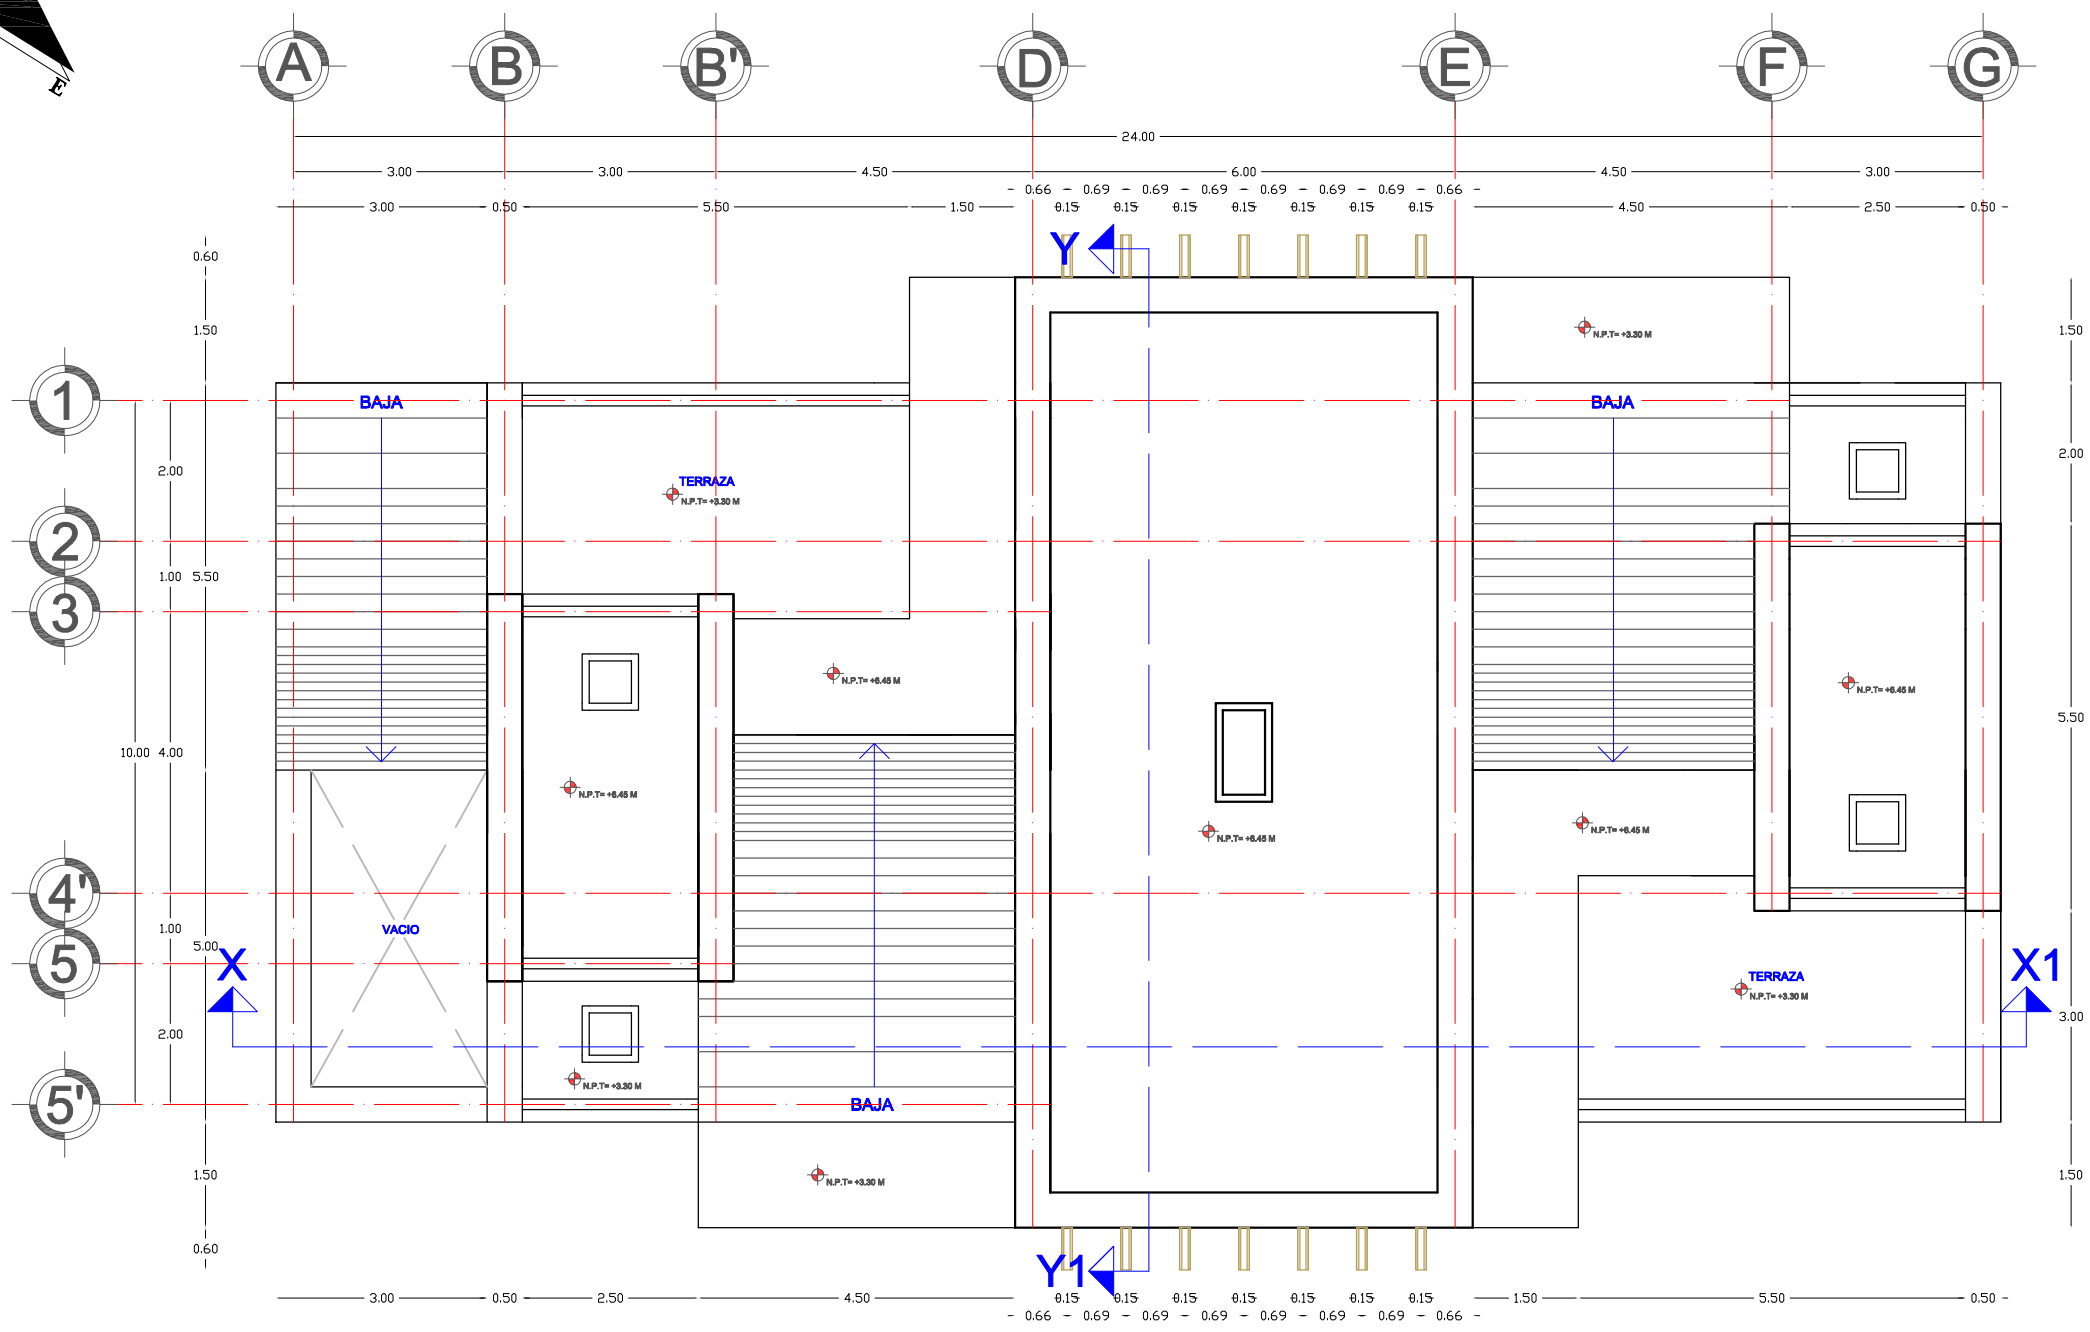 E
A B B' D E F G
24.00
3.00 3.00 4.50 6.00 4.50 3.00
0.66 0.69 0.69 0.69 0.69 0.69 0.69 0.66
3.00 0.50 5.50 1.50 0.15 0.15 0.15 0.15 0.15 0.15 0.15 4.50 2.50 0.50
Y
0.60
1.50 1.50
N.P.T= +3.30 M
1
BAJA BAJA
2.00 2.00
TERRAZA
N.P.T= +3.30 M
2
1.00 5.50
3
N.P.T= +6.45 M
N.P.T= +6.45 M
5.50
10.00 4.00
N.P.T= +6.45 M
N.P.T= +6.45 M
N.P.T= +6.45 M
4'
1.00
VACIO
5.00
X 5 X1
TERRAZA
N.P.T= +3.30 M
3.00
2.00
N.P.T= +3.30 M
5'
BAJA
1.50 1.50
N.P.T= +3.30 M
0.60
Y1
3.00 0.50 2.50 4.50 0.15 0.15 0.15 0.15 0.15 0.15 0.15 1.50 5.50 0.50
0.66 0.69 0.69 0.69 0.69 0.69 0.69 0.66